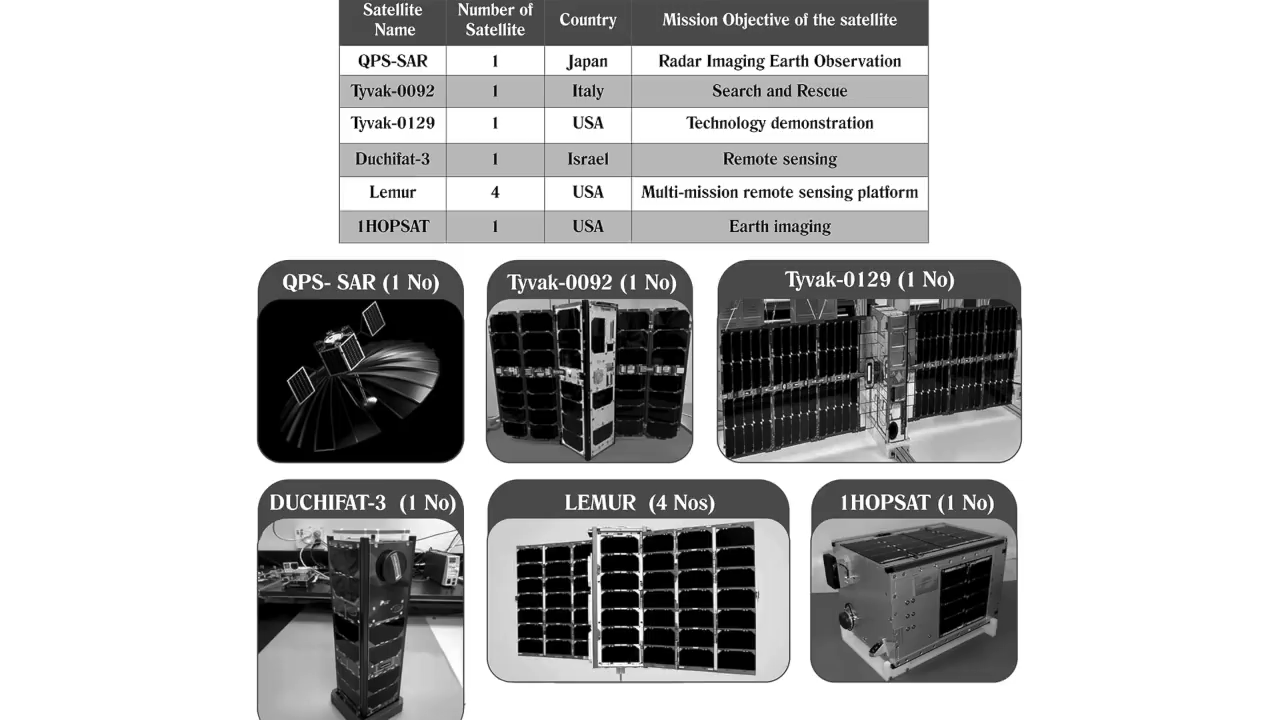 Satellite Name Number of Satellite Country Mission Objective of the satellite
QPS-SAR 1 Japan Radar Imaging Earth Observation
Tyvak-0092 1 Italy Search and Rescue
Tyvak-0129 1 USA Technology demonstration
Duchifat-3 1 Israel Remote sensing
Lemur 4 USA Multi-mission remote sensing platform
1HOPSAT 1 USA Earth imaging
QPS- SAR (1 No) Tyvak-0092 (1 No) Tyvak-0129 (1 No)
DUCHIFAT-3 (1 No) LEMUR (4 Nos) 1HOPSAT (1 No)